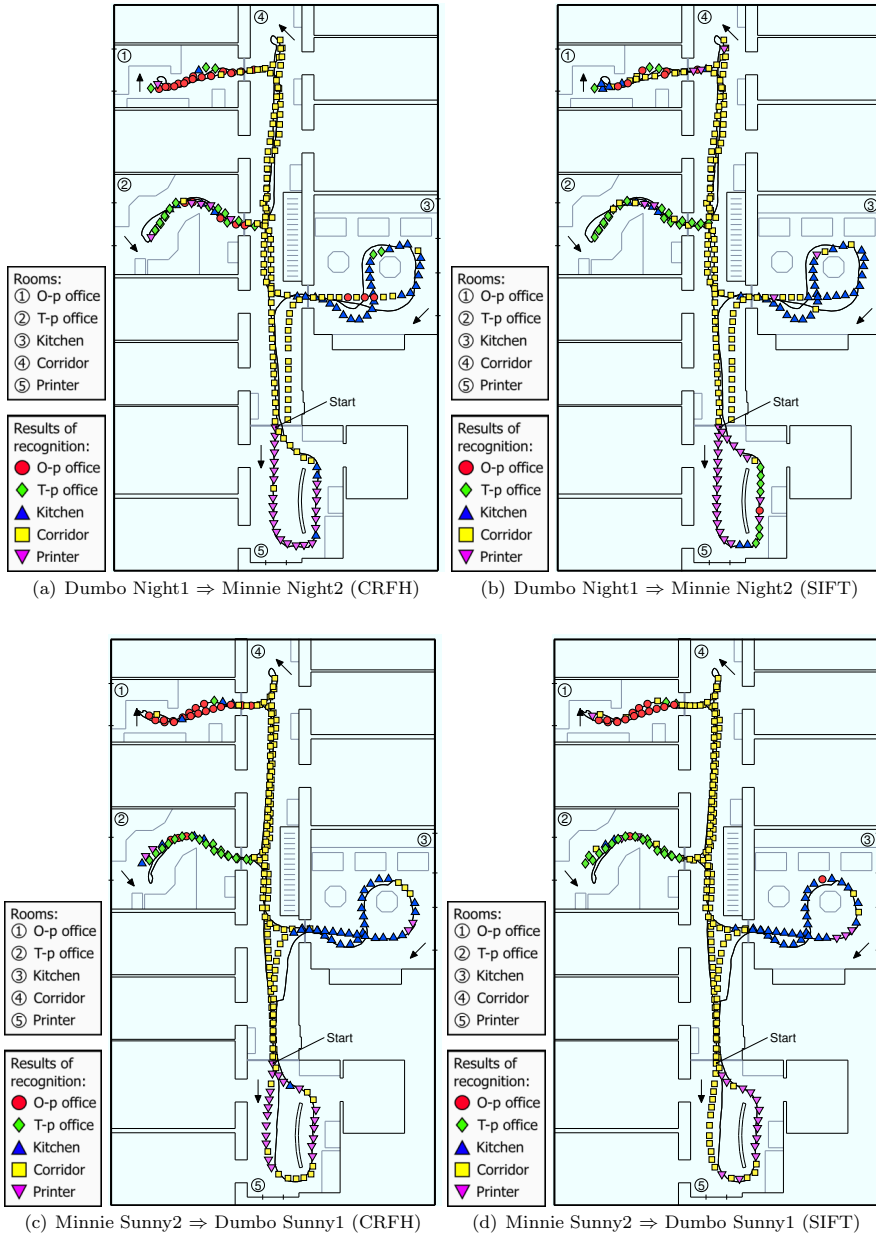 ④
①
②
③
Rooms:
① O-p office
② T-p office
③ Kitchen
④ Corridor
⑤ Printer
Results of
recognition:
O-p office
T-p office
Kitchen
Corridor
Printer
Start
⑤
(a) Dumbo Night1 ⇒ Minnie Night2 (CRFH)
④
①
②
③
Rooms:
① O-p office
② T-p office
③ Kitchen
④ Corridor
⑤ Printer
Results of
recognition:
O-p office
T-p office
Kitchen
Corridor
Printer
Start
⑤
(b) Dumbo Night1 ⇒ Minnie Night2 (SIFT)
④
①
②
③
Rooms:
① O-p office
② T-p office
③ Kitchen
④ Corridor
⑤ Printer
Results of
recognition:
O-p office
T-p office
Kitchen
Corridor
Printer
Start
⑤
(c) Minnie Sunny2 ⇒ Dumbo Sunny1 (CRFH)
④
①
②
③
Rooms:
① O-p office
② T-p office
③ Kitchen
④ Corridor
⑤ Printer
Results of
recognition:
O-p office
T-p office
Kitchen
Corridor
Printer
Start
⑤
(d) Minnie Sunny2 ⇒ Dumbo Sunny1 (SIFT)